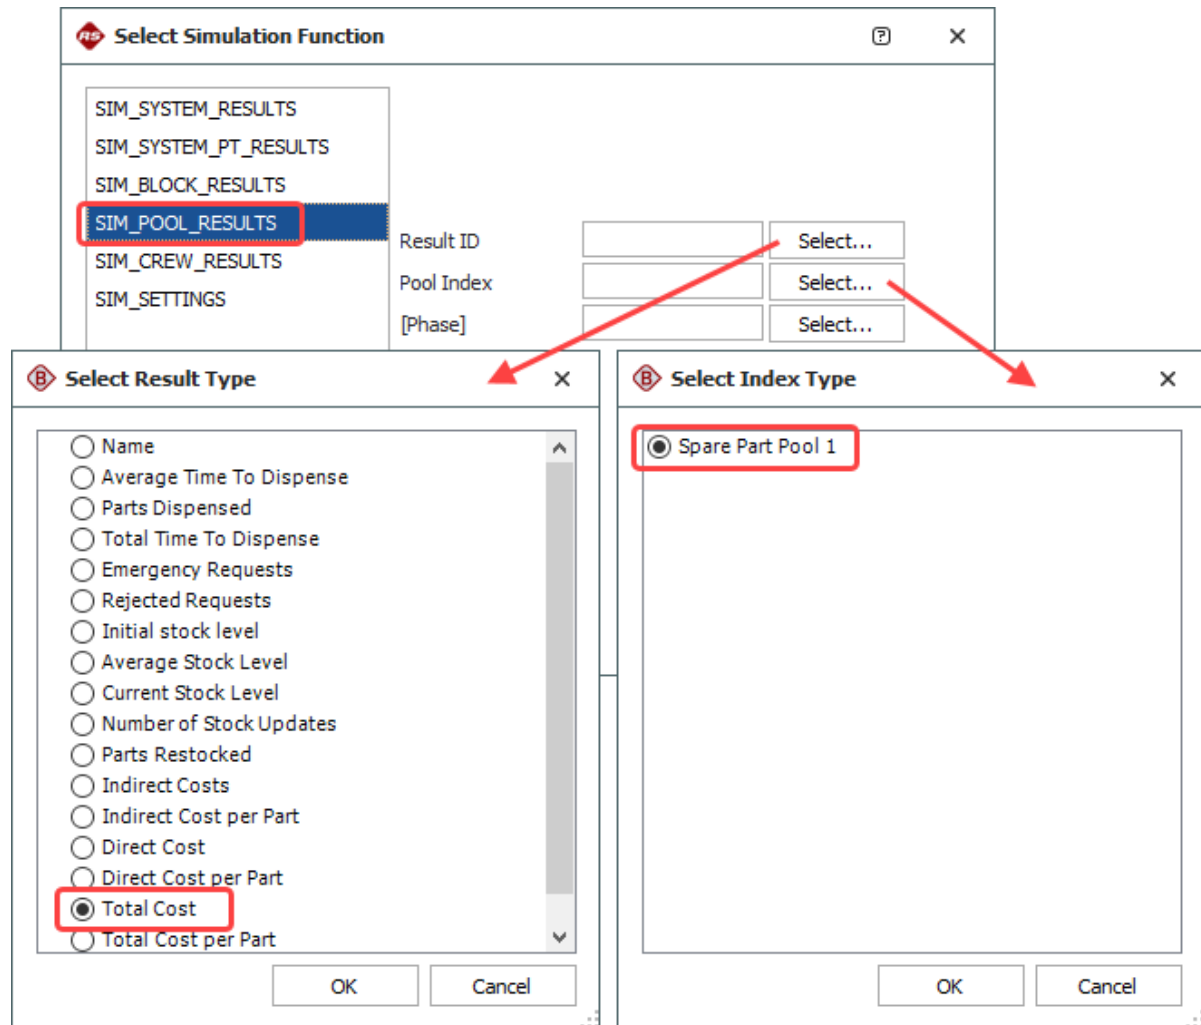 Select Simulation Function
SIM_SYSTEM_RESULTS
SIM_SYSTEM_PT_RESULTS
SIM_BLOCK_RESULTS
SIM_POOL_RESULTS
SIM_CREW_RESULTS
SIM_SETTINGS
Result ID Select...
Pool Index Select...
[Phase] Select...
Select Result Type
Name
Average Time To Dispense
Parts Dispensed
Total Time To Dispense
Emergency Requests
Rejected Requests
Initial stock level
Average Stock Level
Current Stock Level
Number of Stock Updates
Parts Restocked
Indirect Costs
Indirect Cost per Part
Direct Cost
Direct Cost per Part
Total Cost
Total Cost per Part
OK Cancel
Select Index Type
Spare Part Pool 1
OK Cancel